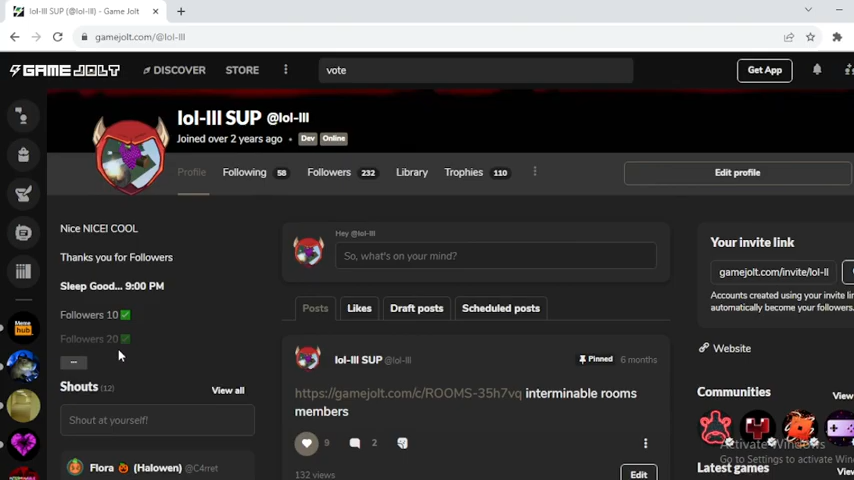 lol-lll SUP (@lol-lll) - Game Jolt
gamejolt.com/@lol-lll
GAME JOLT
DISCOVER
STORE
vote
Get App
lol-lll SUP @lol-lll
Joined over 2 years ago
Dev
Online
Profile
Following 58
Followers 232
Library
Trophies 110
Edit profile
Nice NICE! COOL
Thanks you for Followers
Sleep Good... 9:00 PM
Followers 10
Followers 20
Shouts (12)
View all
Shout at yourself!
Flora (Halowen) @C4rret
Hey @lol-lll
So, what's on your mind?
Posts
Likes
Draft posts
Scheduled posts
lol-lll SUP @lol-lll
Pinned
6 months
https://gamejolt.com/c/ROOMS-35h7vq interminable rooms
members
9
2
132 views
Edit
Your invite link
gamejolt.com/invite/lol-ll
Accounts created using your invite lin
automatically become your followers.
Website
Communities
View
Activate Windows
Go to Settings to activate Win
Latest games
View
Meme
hub